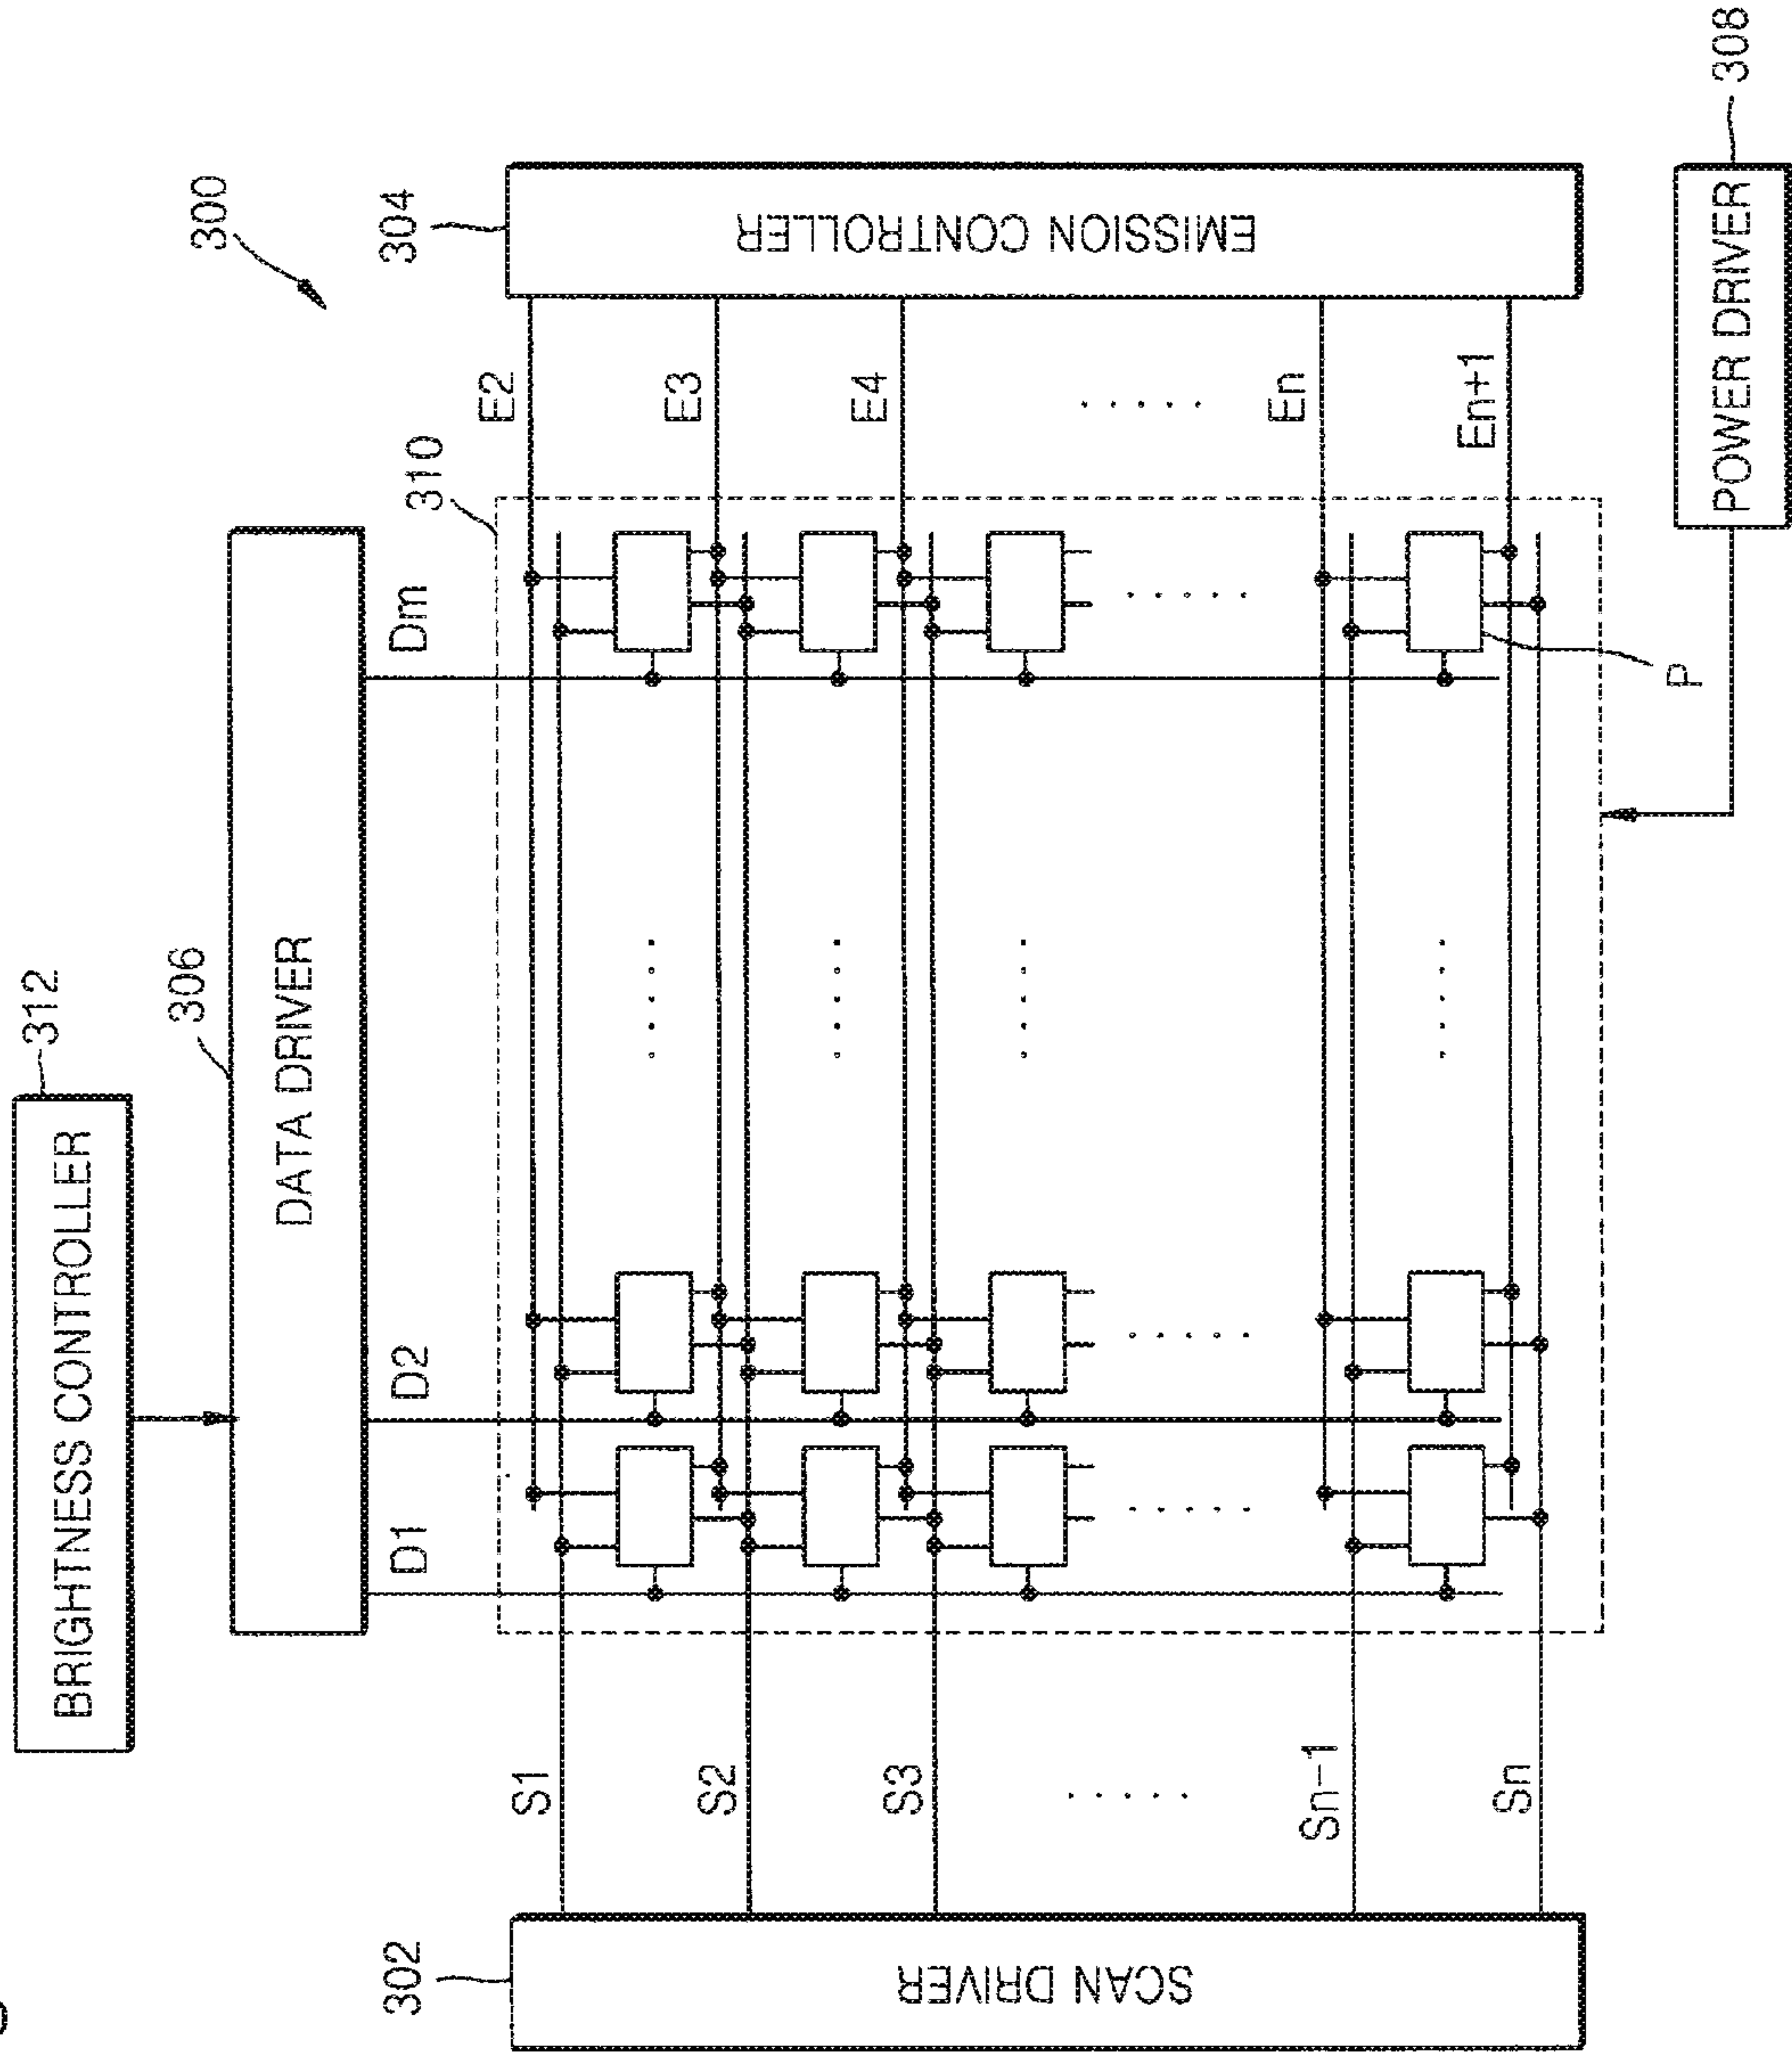 312
BRIGHTNESS CONTROLLER
306
DATA DRIVER
300
D1
D2
Dm
310
302
SCAN DRIVER
304
EMISSION CONTROLLER
S1
S2
S3
.....
Sn-1
Sn
E2
E3
E4
.....
En
En+1
P
POWER DRIVER
308